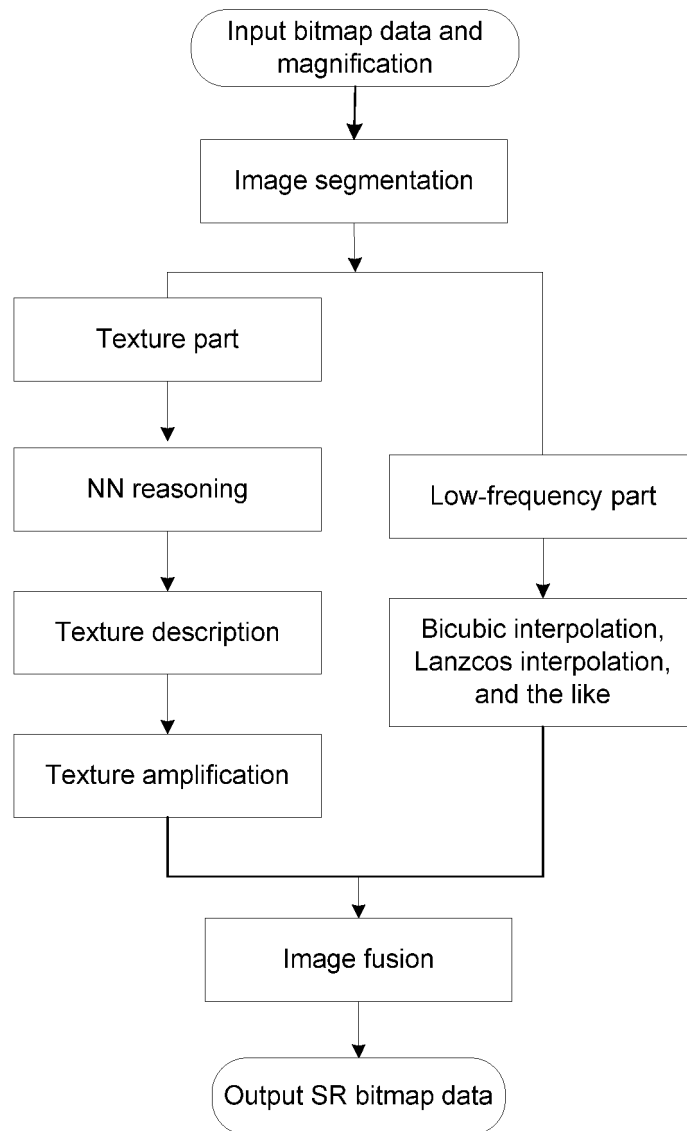 Input bitmap data and
magnification
Image segmentation
Texture part
NN reasoning
Texture description
Texture amplification
Low-frequency part
Bicubic interpolation,
Lanzcos interpolation,
and the like
Image fusion
Output SR bitmap data